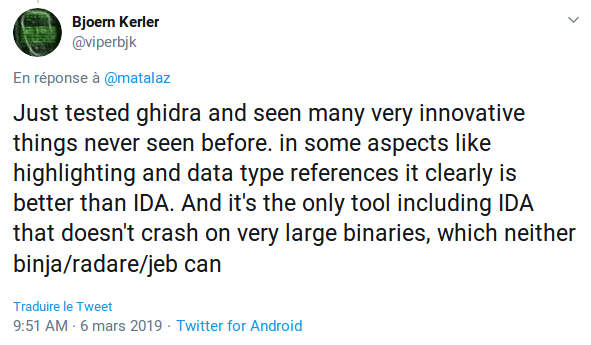 Bjoern Kerler
@viperbjk
En réponse à @matalaz
Just tested ghidra and seen many very innovative
things never seen before. in some aspects like
highlighting and data type references it clearly is
better than IDA. And it's the only tool including IDA
that doesn't crash on very large binaries, which neither
binja/radare/jeb can
Traduire le Tweet
9:51 AM · 6 mars 2019 · Twitter for Android